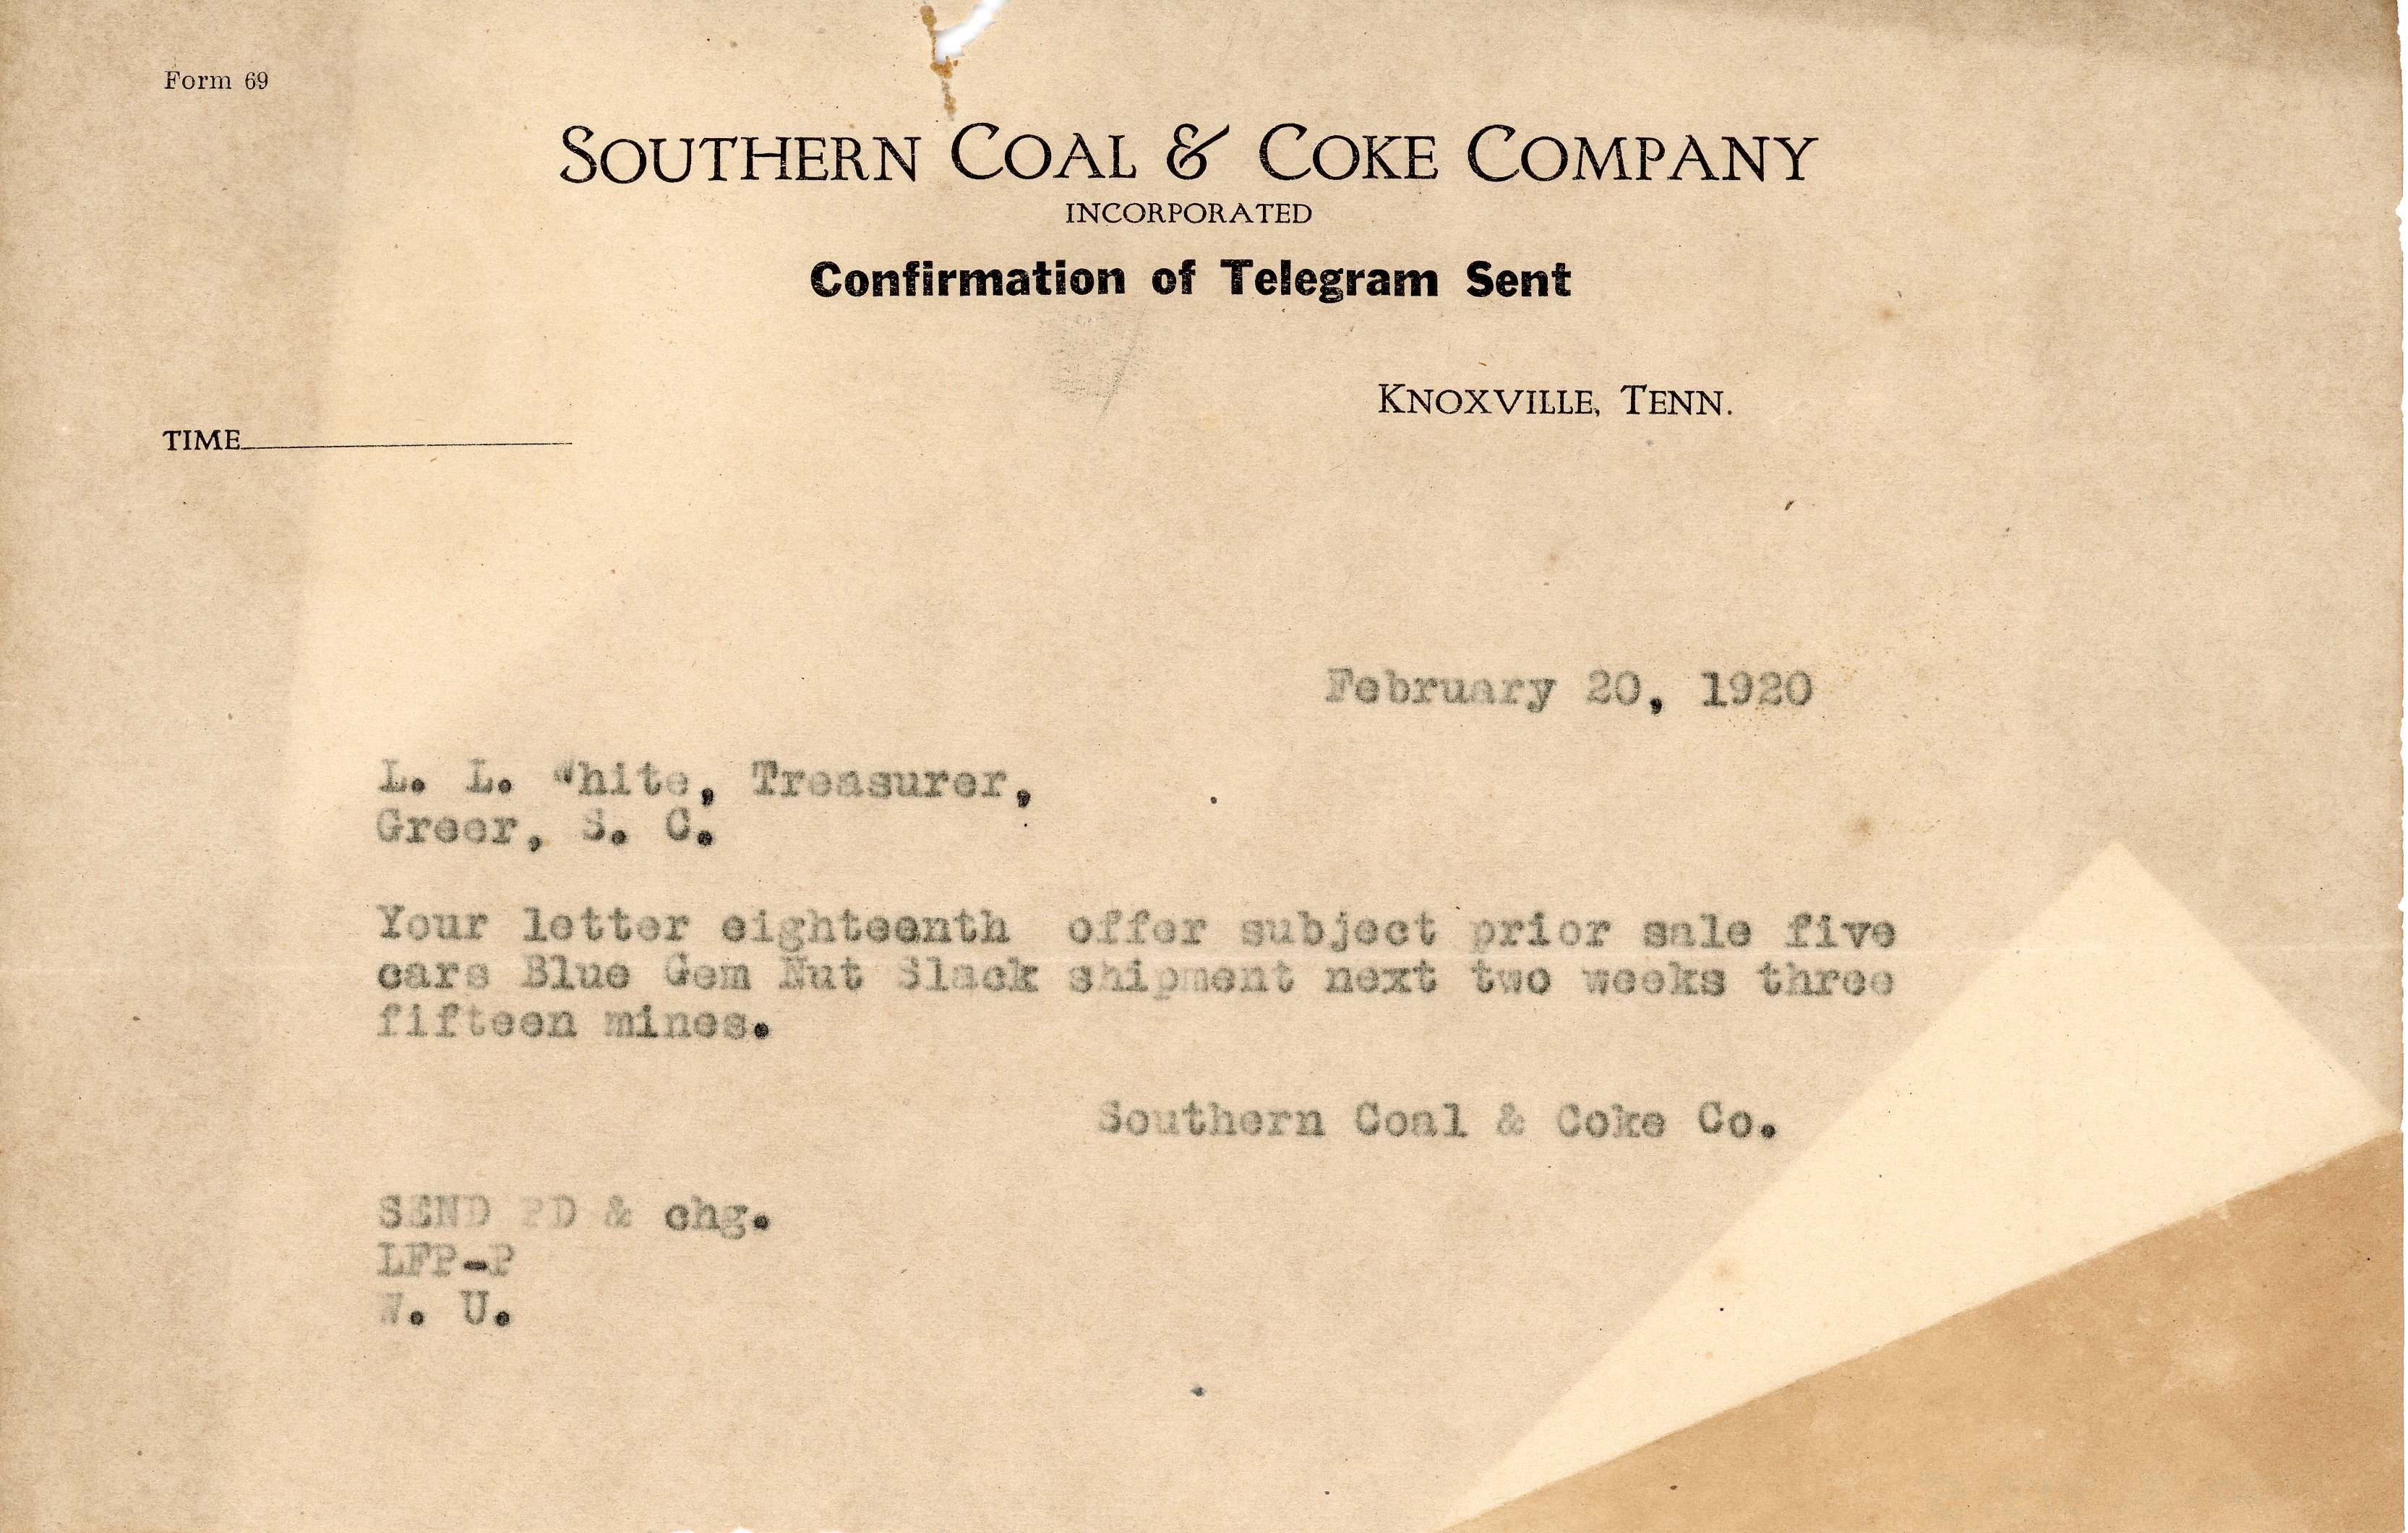 Form 69
SOUTHERN COAL & COKE COMPANY
INCORPORATED
Confirmation of Telegram Sent
KNOXVILLE, TENN.
TIME
February 20, 1920
L. L. White, Treasurer,
Greer, S. C.
Your letter eighteenth offer subject prior sale five
cars Blue Gem Nut Slack shipment next two weeks three
fifteen mines.
Southern Coal & Coke Co.
SEND PD & chg.
LFP-P
W. U.